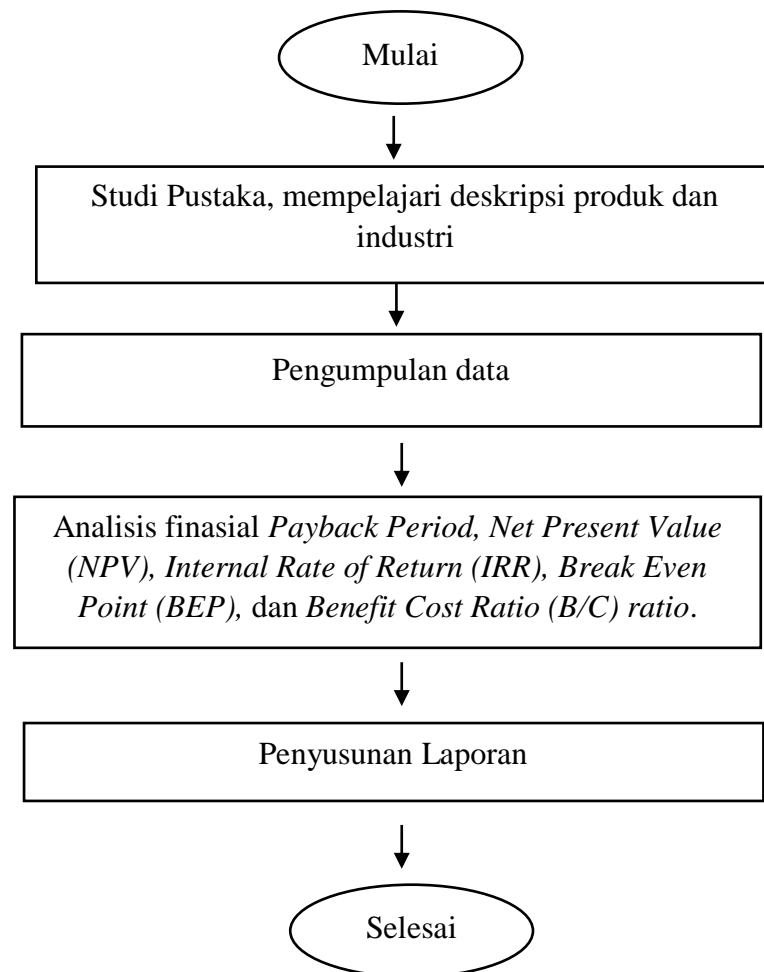 Mulai
Studi Pustaka, mempelajari deskripsi produk dan
industri
Pengumpulan data
Analisis finasial Payback Period, Net Present Value
(NPV), Internal Rate of Return (IRR), Break Even
Point (BEP), dan Benefit Cost Ratio (B/C) ratio.
Penyusunan Laporan
Selesai